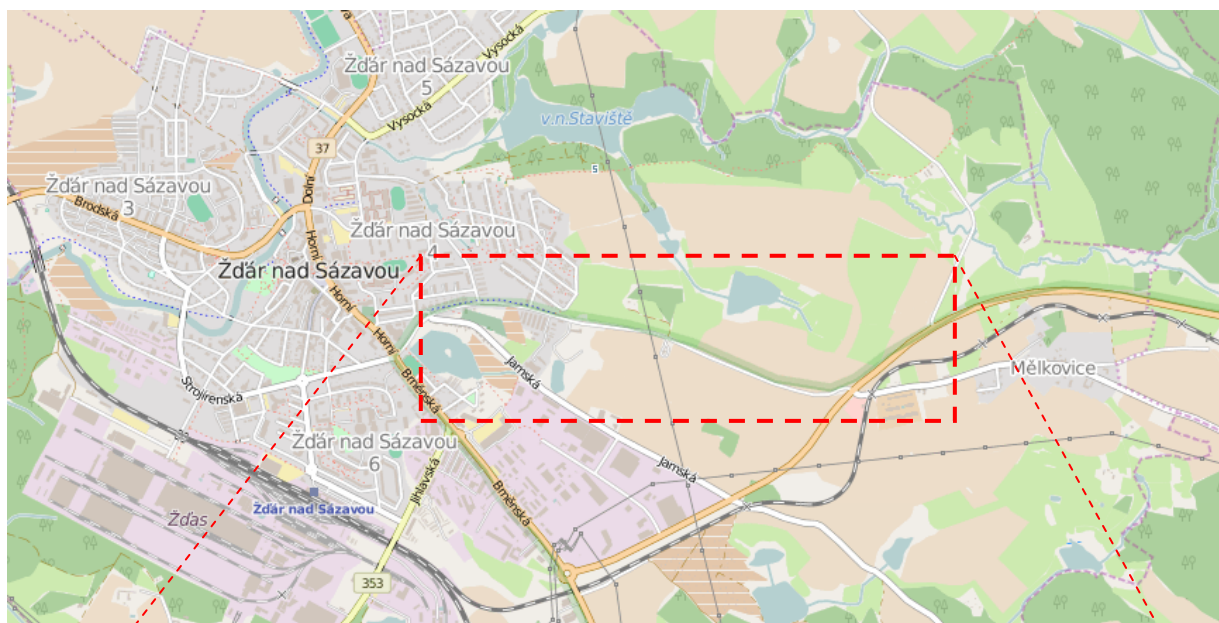 Vysocká
Žďár nad Sázavou
5
Vysocká
v.n.Staviště
37
5
Žďár nad Sázavou
3
Brodská
Dolní
Žďár nad Sázavou
4
Horní
Žďár nad Sázavou
Horní
Horní
Jamská
Mělkovice
Brněnská
Strojírenská
Žďár nad Sázavou
6
Jamská
Jihlavská
Brněnská
Žďár nad Sázavou
Žďas
353